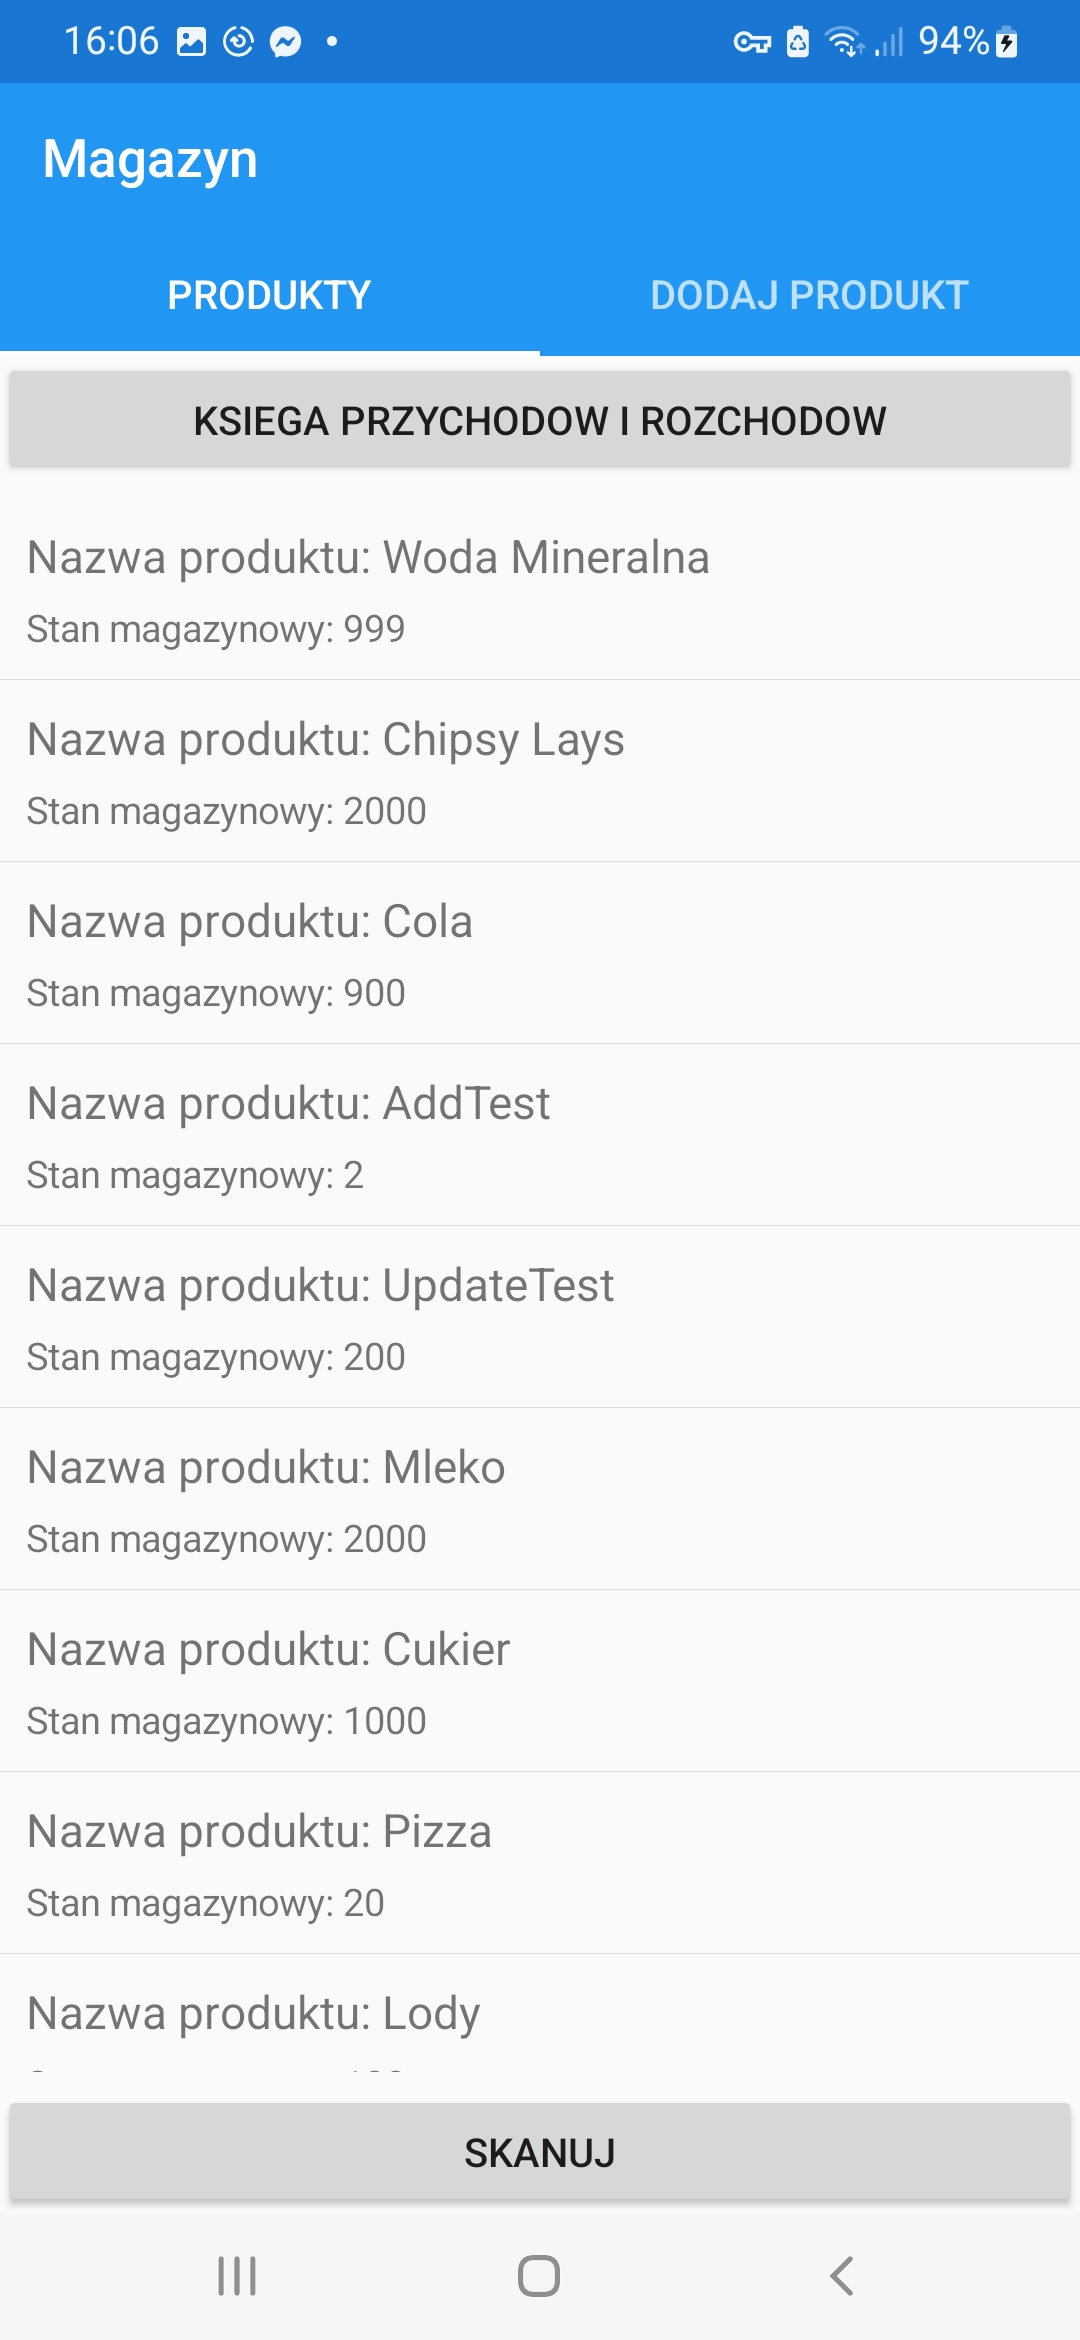 16:06 94%
Magazyn
PRODUKTY DODAJ PRODUKT
KSIEGA PRZYCHODOW I ROZCHODOW
Nazwa produktu: Woda Mineralna
Stan magazynowy: 999
Nazwa produktu: Chipsy Lays
Stan magazynowy: 2000
Nazwa produktu: Cola
Stan magazynowy: 900
Nazwa produktu: AddTest
Stan magazynowy: 2
Nazwa produktu: UpdateTest
Stan magazynowy: 200
Nazwa produktu: Mleko
Stan magazynowy: 2000
Nazwa produktu: Cukier
Stan magazynowy: 1000
Nazwa produktu: Pizza
Stan magazynowy: 20
Nazwa produktu: Lody
SKANUJ